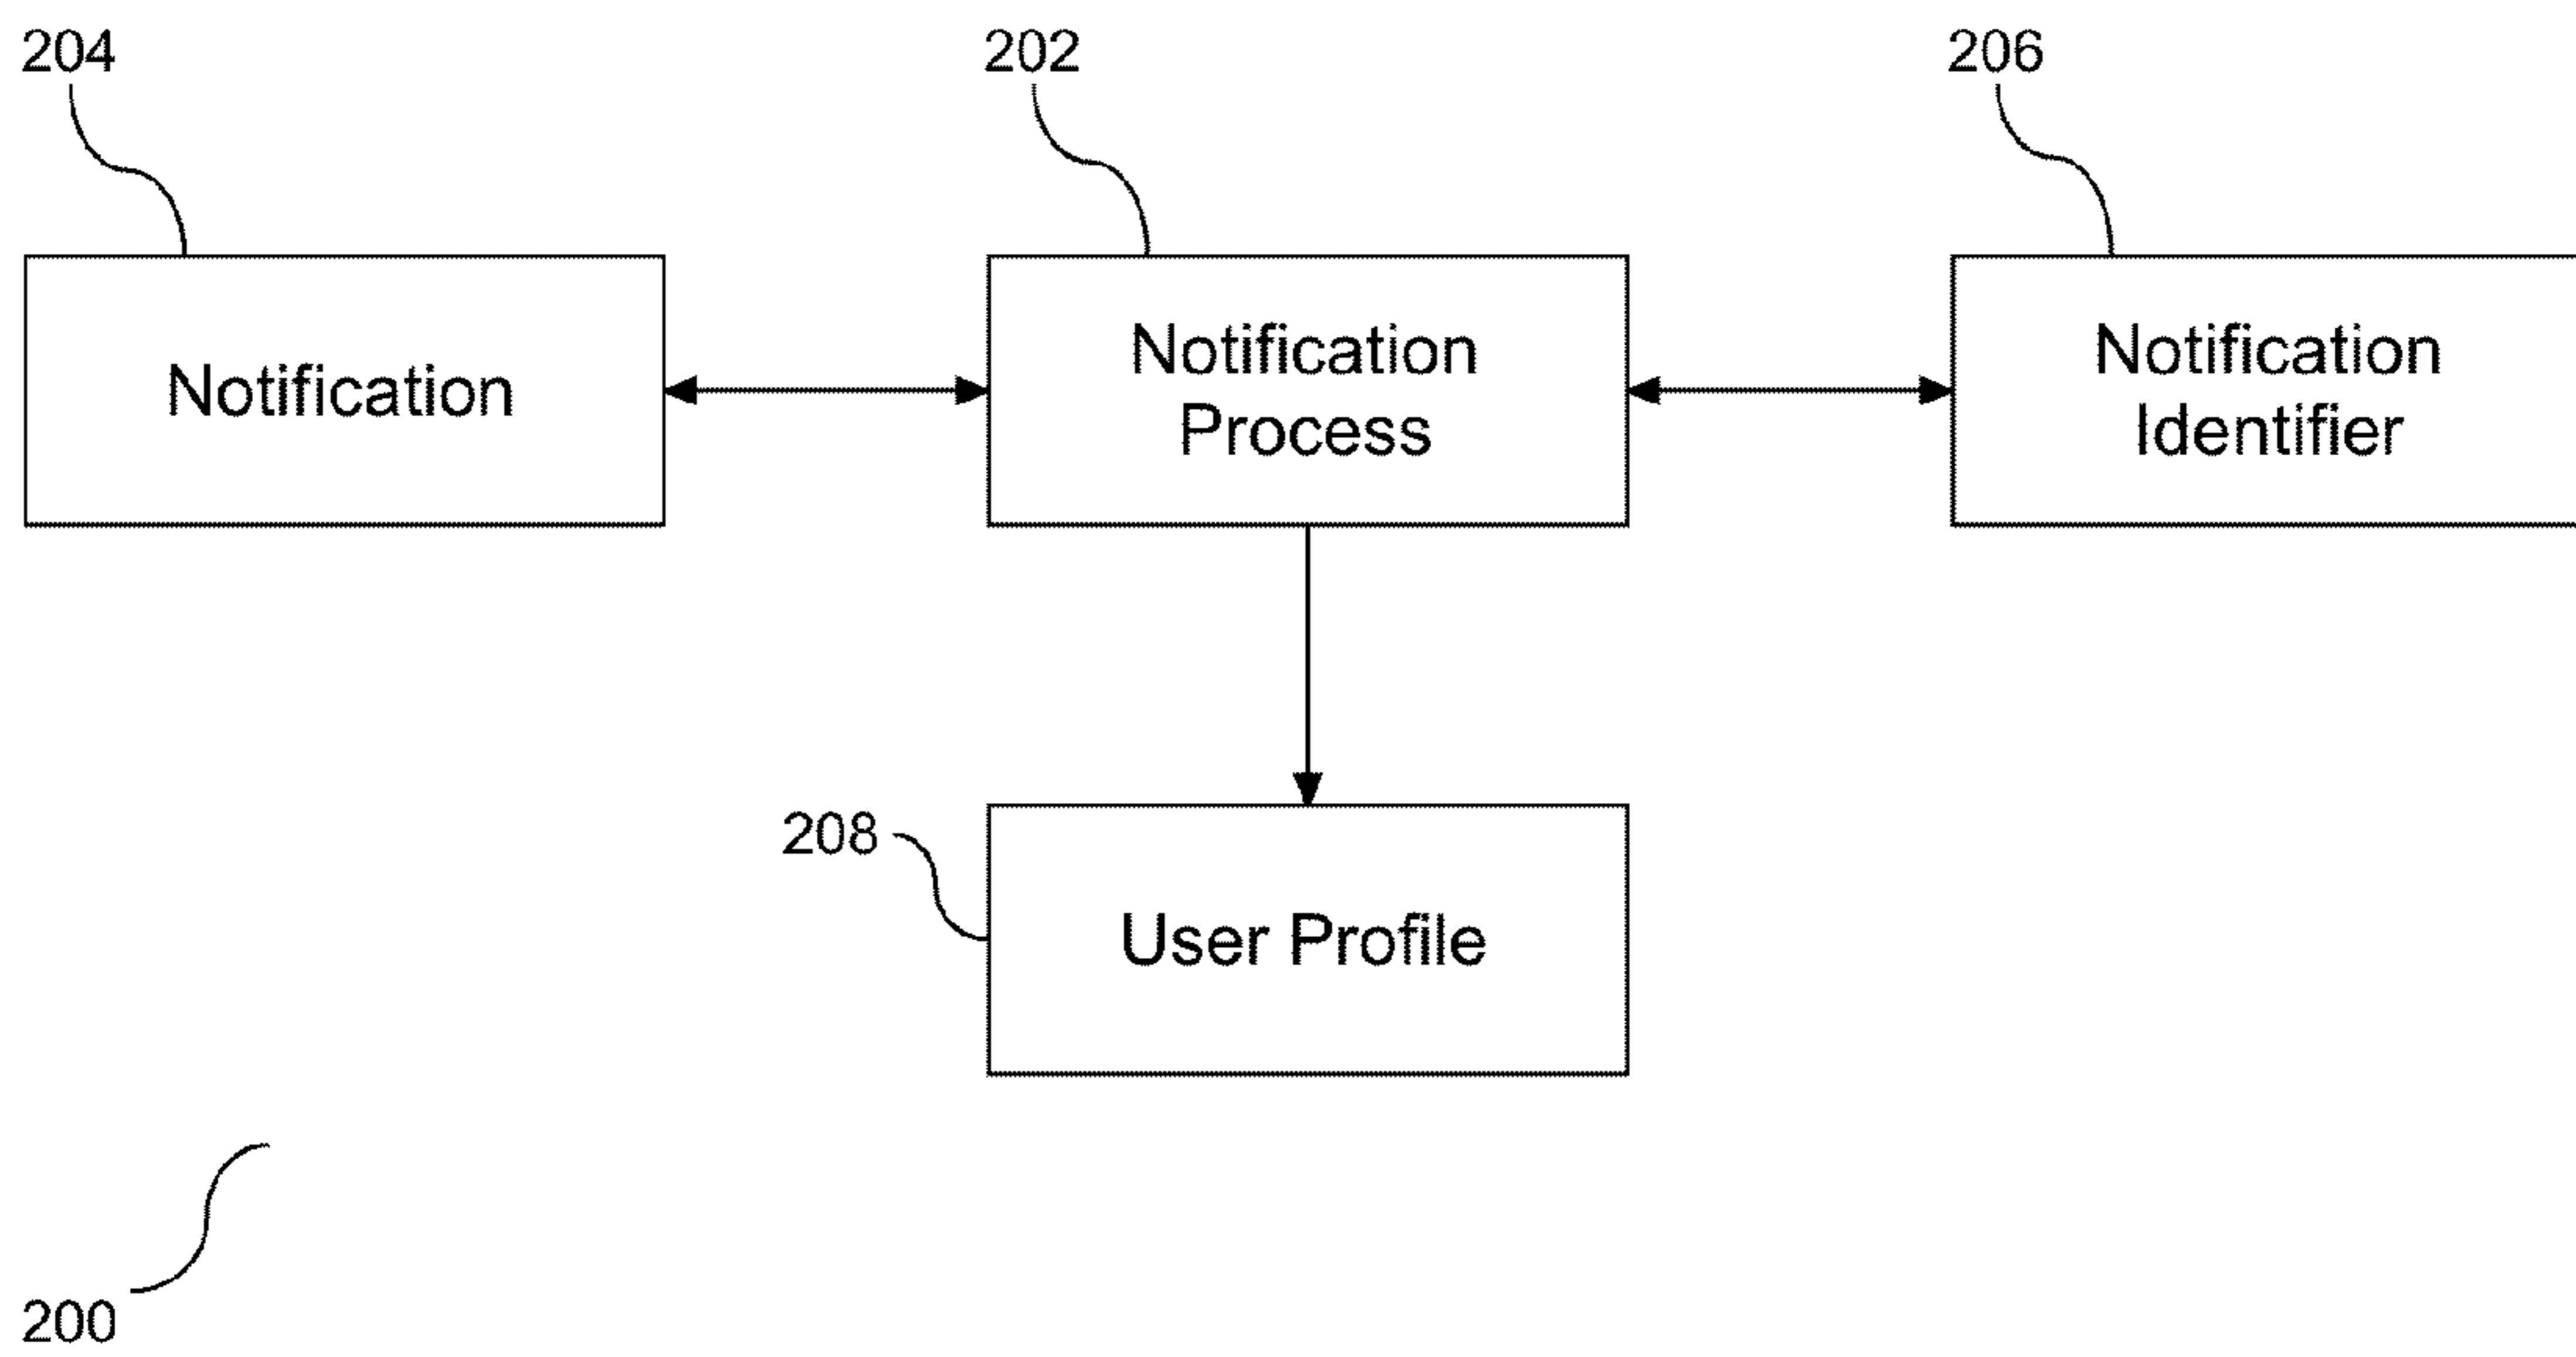 204
202
206
Notification
Notification
Process
Notification
Identifier
208
User Profile
200